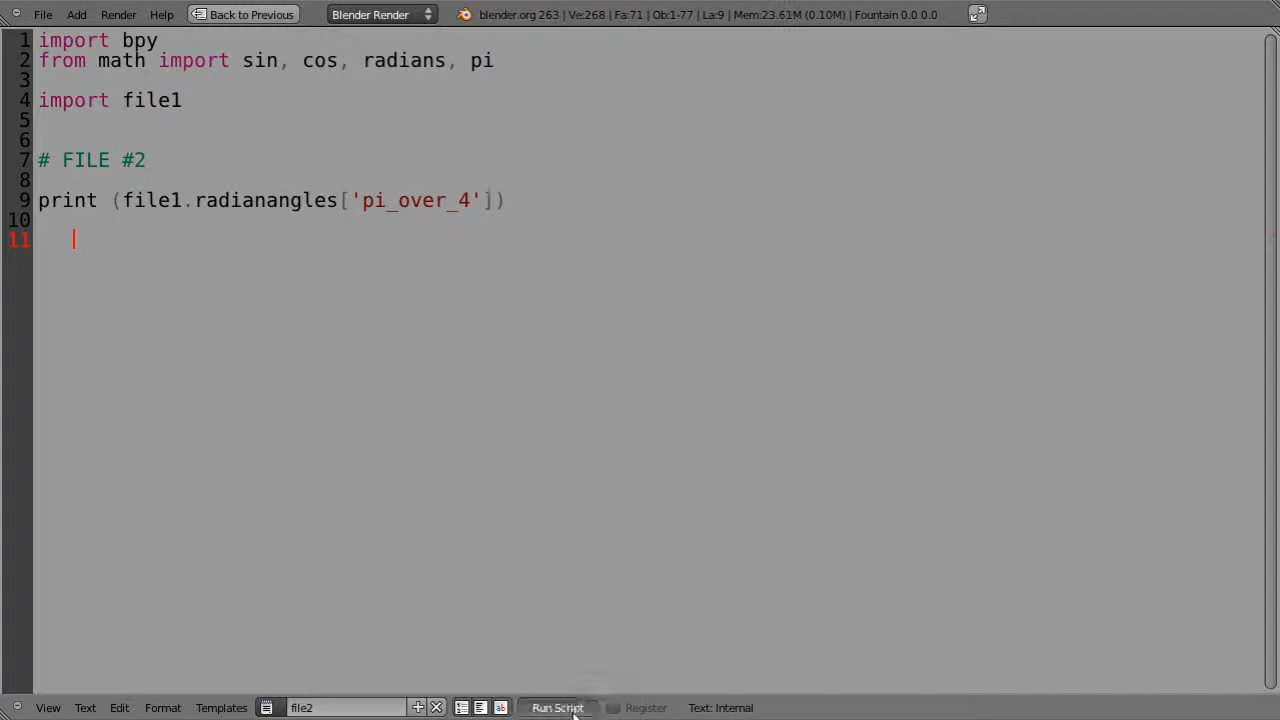 File Add Render Help Back to Previous Blender Render blender.org 263 | Ve:268 | Fa:71 | Ob:1-77 | La:9 | Mem:23.61M (0.10M) | Fountain 0.0 0.0
1 import bpy
2 from math import sin, cos, radians, pi
3
4 import file1
5
6
7 # FILE #2
8
9 print (file1.radianangles['pi_over_4'])
10
11
View Text Edit Format Templates file2 ab Run Script Register Text: Internal